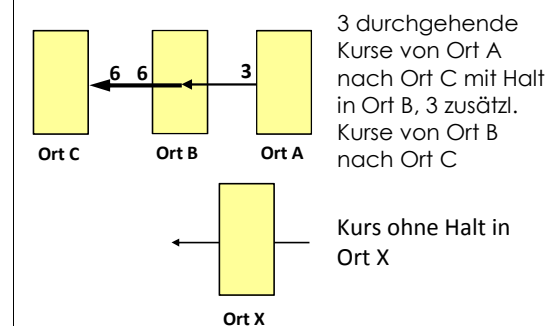 3 durchgehende
Kurse von Ort A
nach Ort C mit Halt
in Ort B, 3 zusätzl.
Kurse von Ort B
nach Ort C
6 6 3
Ort C Ort B Ort A
Kurs ohne Halt in
Ort X
Ort X